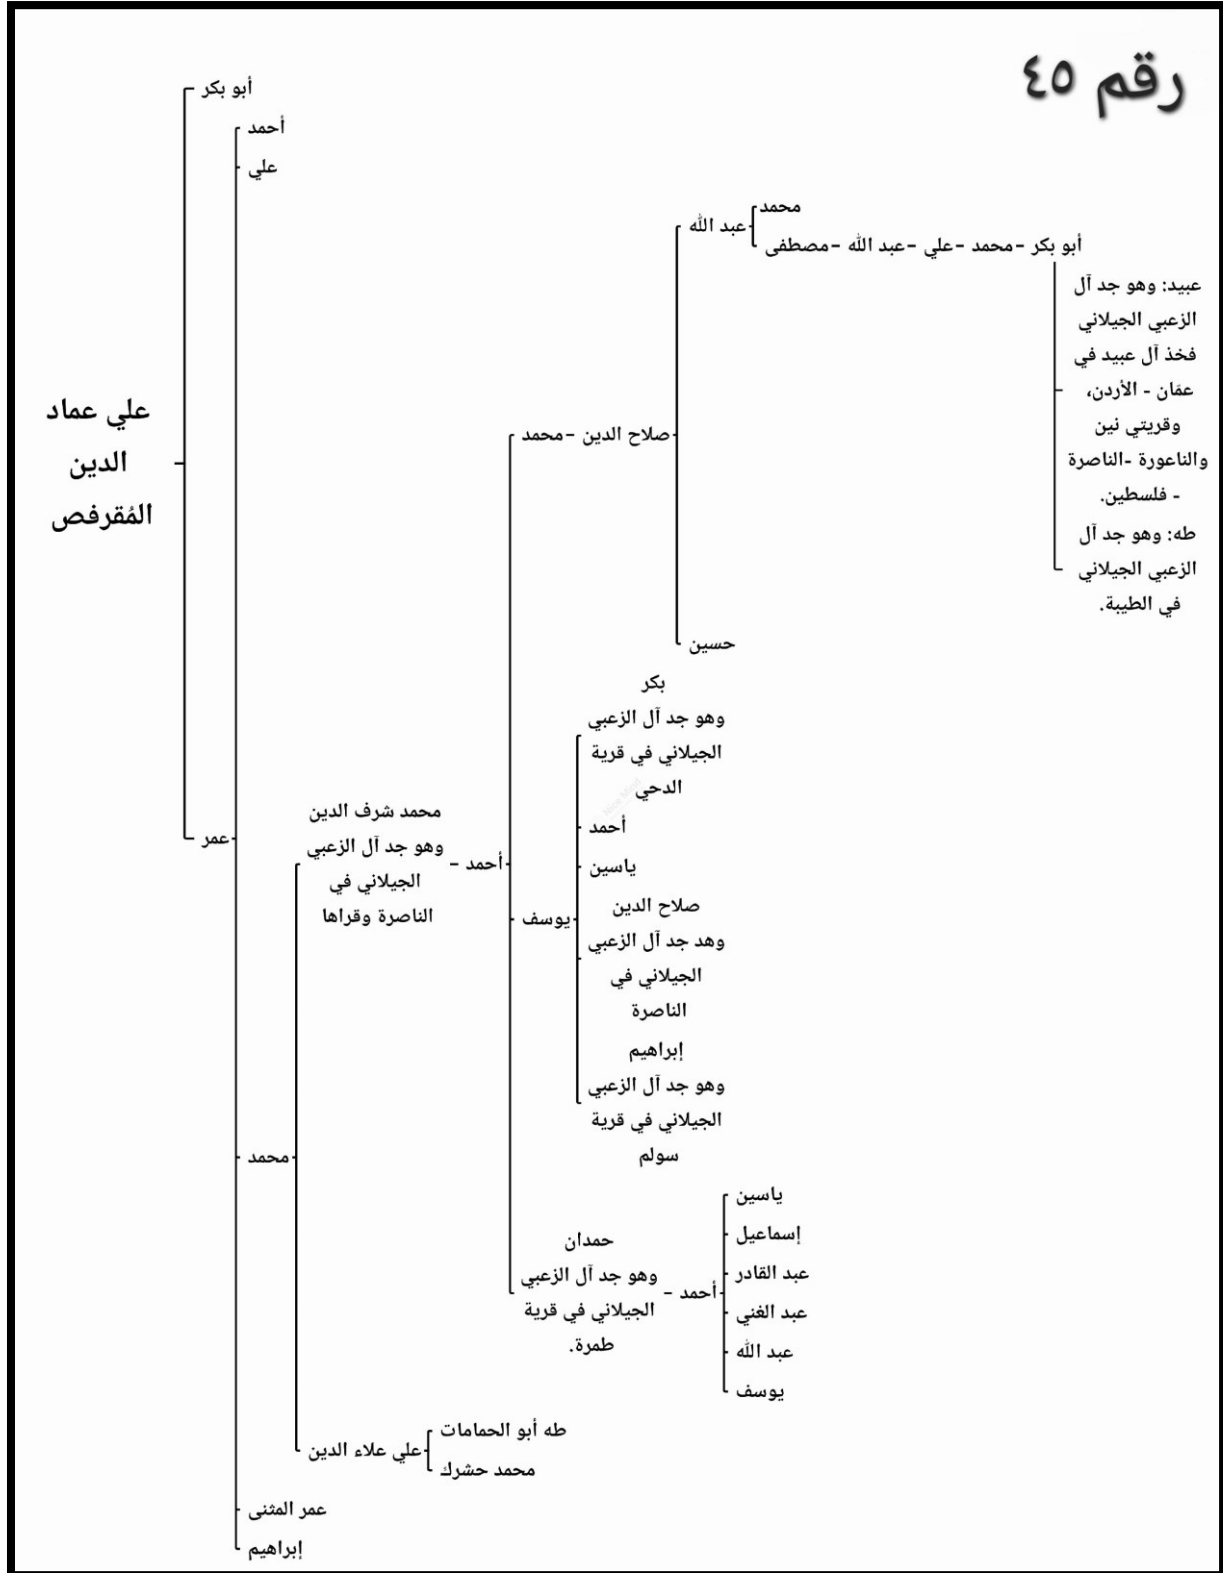 رقم ٤٥
علي عماد
الدين
المُقرفص
أبو بكر
عمر
أحمد
علي
محمد
عمر المثنى
إبراهيم
محمد شرف الدين
وهو جد آل الزعبي
الجيلاني في
الناصرة وقراها
أحمد -
محمد - صلاح الدين
عبد الله
محمد
مصطفى - عبد الله - علي - محمد - أبو بكر
عبيد: وهو جد آل
الزعبي الجيلاني
فخذ آل عبيد في
عمّان - الأردن،
وقريتي نين
والناعورة -الناصرة
- فلسطين.
طه: وهو جد آل
الزعبي الجيلاني
في الطيبة.
حسين
يوسف
بكر
وهو جد آل الزعبي
الجيلاني في قرية
الدحي
أحمد
ياسين
صلاح الدين
وهد جد آل الزعبي
الجيلاني في
الناصرة
إبراهيم
وهو جد آل الزعبي
الجيلاني في قرية
سولم
حمدان
وهو جد آل الزعبي
الجيلاني في قرية
طمرة.
أحمد -
ياسين
إسماعيل
عبد القادر
عبد الغني
عبد الله
يوسف
علي علاء الدين
طه أبو الحمامات
محمد حشرك